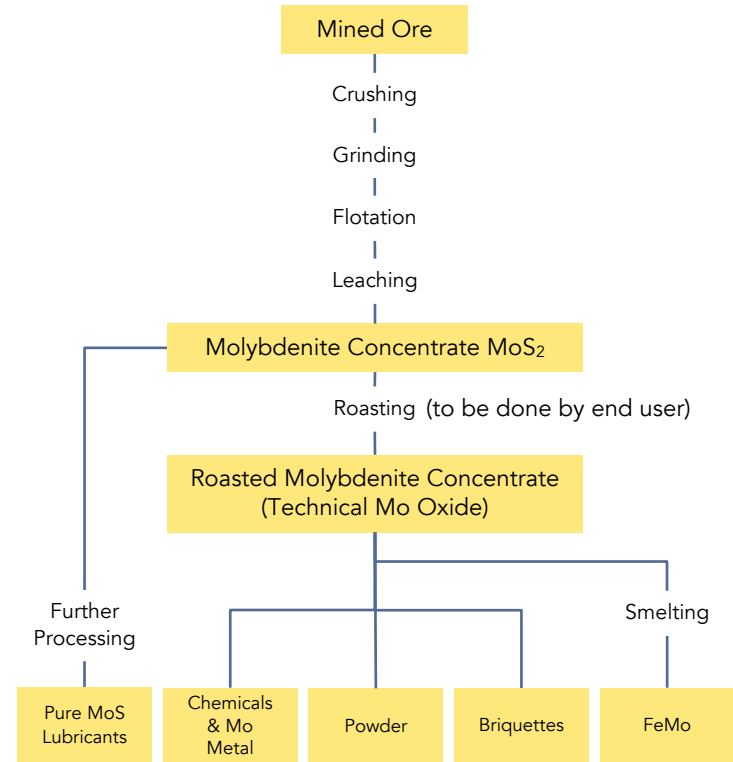 Mined Ore
Crushing
Grinding
Flotation
Leaching
Molybdenite Concentrate MoS₂
Roasting (to be done by end user)
Roasted Molybdenite Concentrate
(Technical Mo Oxide)
Further
Processing
Smelting
Pure MoS
Lubricants
Chemicals
& Mo
Metal
Powder
Briquettes
FeMo